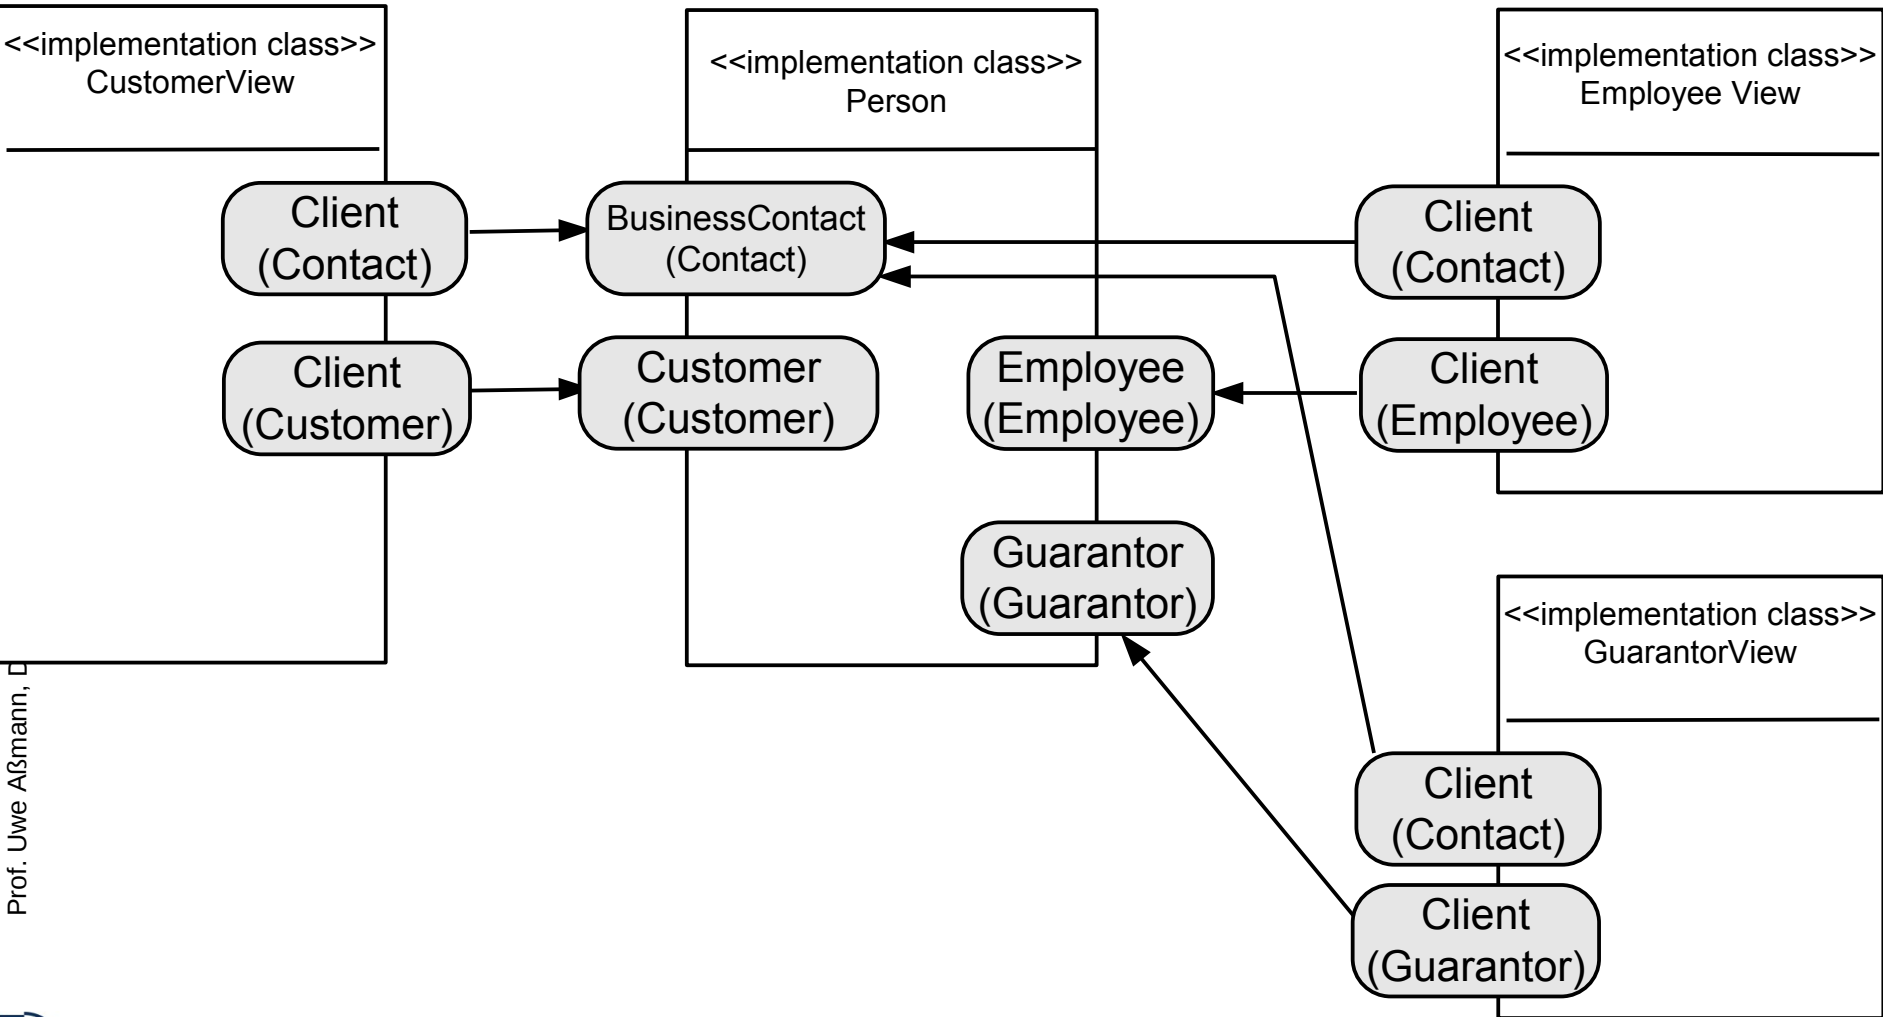 <<implementation class>>
CustomerView
Client
(Contact)
Client
(Customer)
<<implementation class>>
Person
BusinessContact
(Contact)
Customer
(Customer)
Employee
(Employee)
Guarantor
(Guarantor)
<<implementation class>>
Employee View
Client
(Contact)
Client
(Employee)
<<implementation class>>
GuarantorView
Client
(Contact)
Client
(Guarantor)
Prof. Uwe Aßmann,